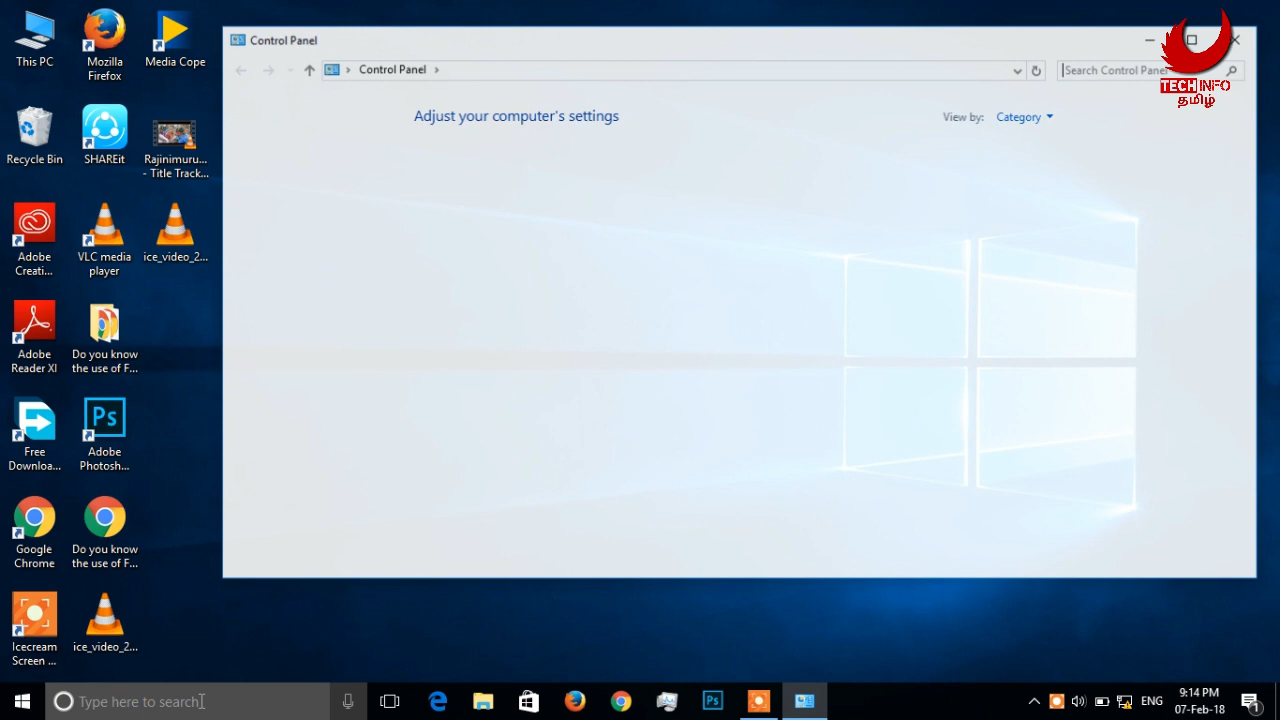 This PC
Mozilla
Firefox
Media Cope
Recycle Bin
SHAREit
Rajinimuru...
- Title Track...
Adobe
Creati...
VLC media
player
ice_video_2...
Adobe
Reader XI
Do you know
the use of F...
Free
Downloa...
Adobe
Photosh...
Ps
Google
Chrome
Do you know
the use of F...
Icecream
Screen ...
ice_video_2...
Control Panel
Control Panel
Search Control Panel
Adjust your computer's settings
View by:
Category
TECH INFO
தமிழ்
Type here to search
Ps
ENG
9:14 PM
07-Feb-18
1